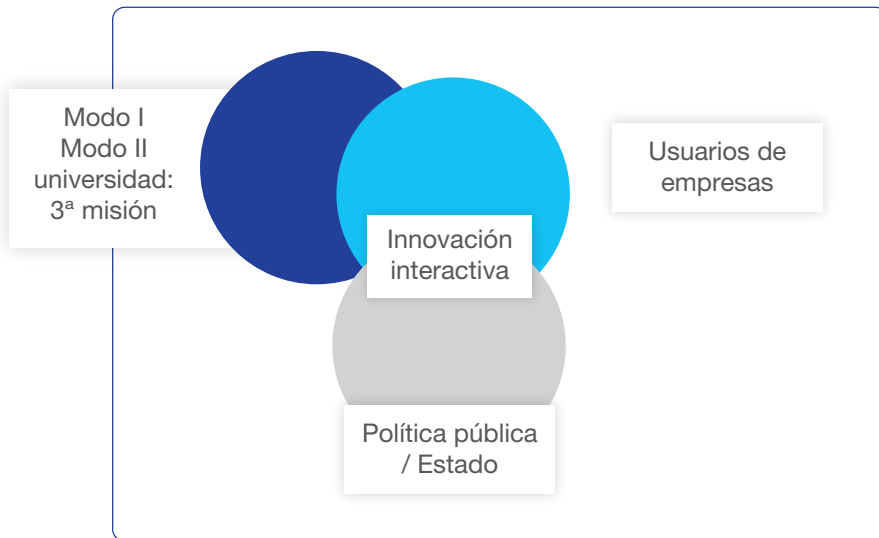 Modo I
Modo II
universidad:
3ª misión
Usuarios de
empresas
Innovación
interactiva
Política pública
/ Estado